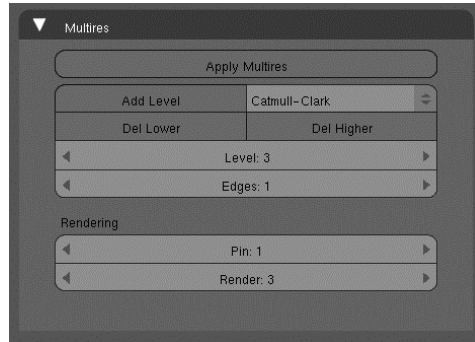 Multires
Apply Multires
Add Level Catmull-Clark
Del Lower Del Higher
Level: 3
Edges: 1
Rendering
Pin: 1
Render: 3